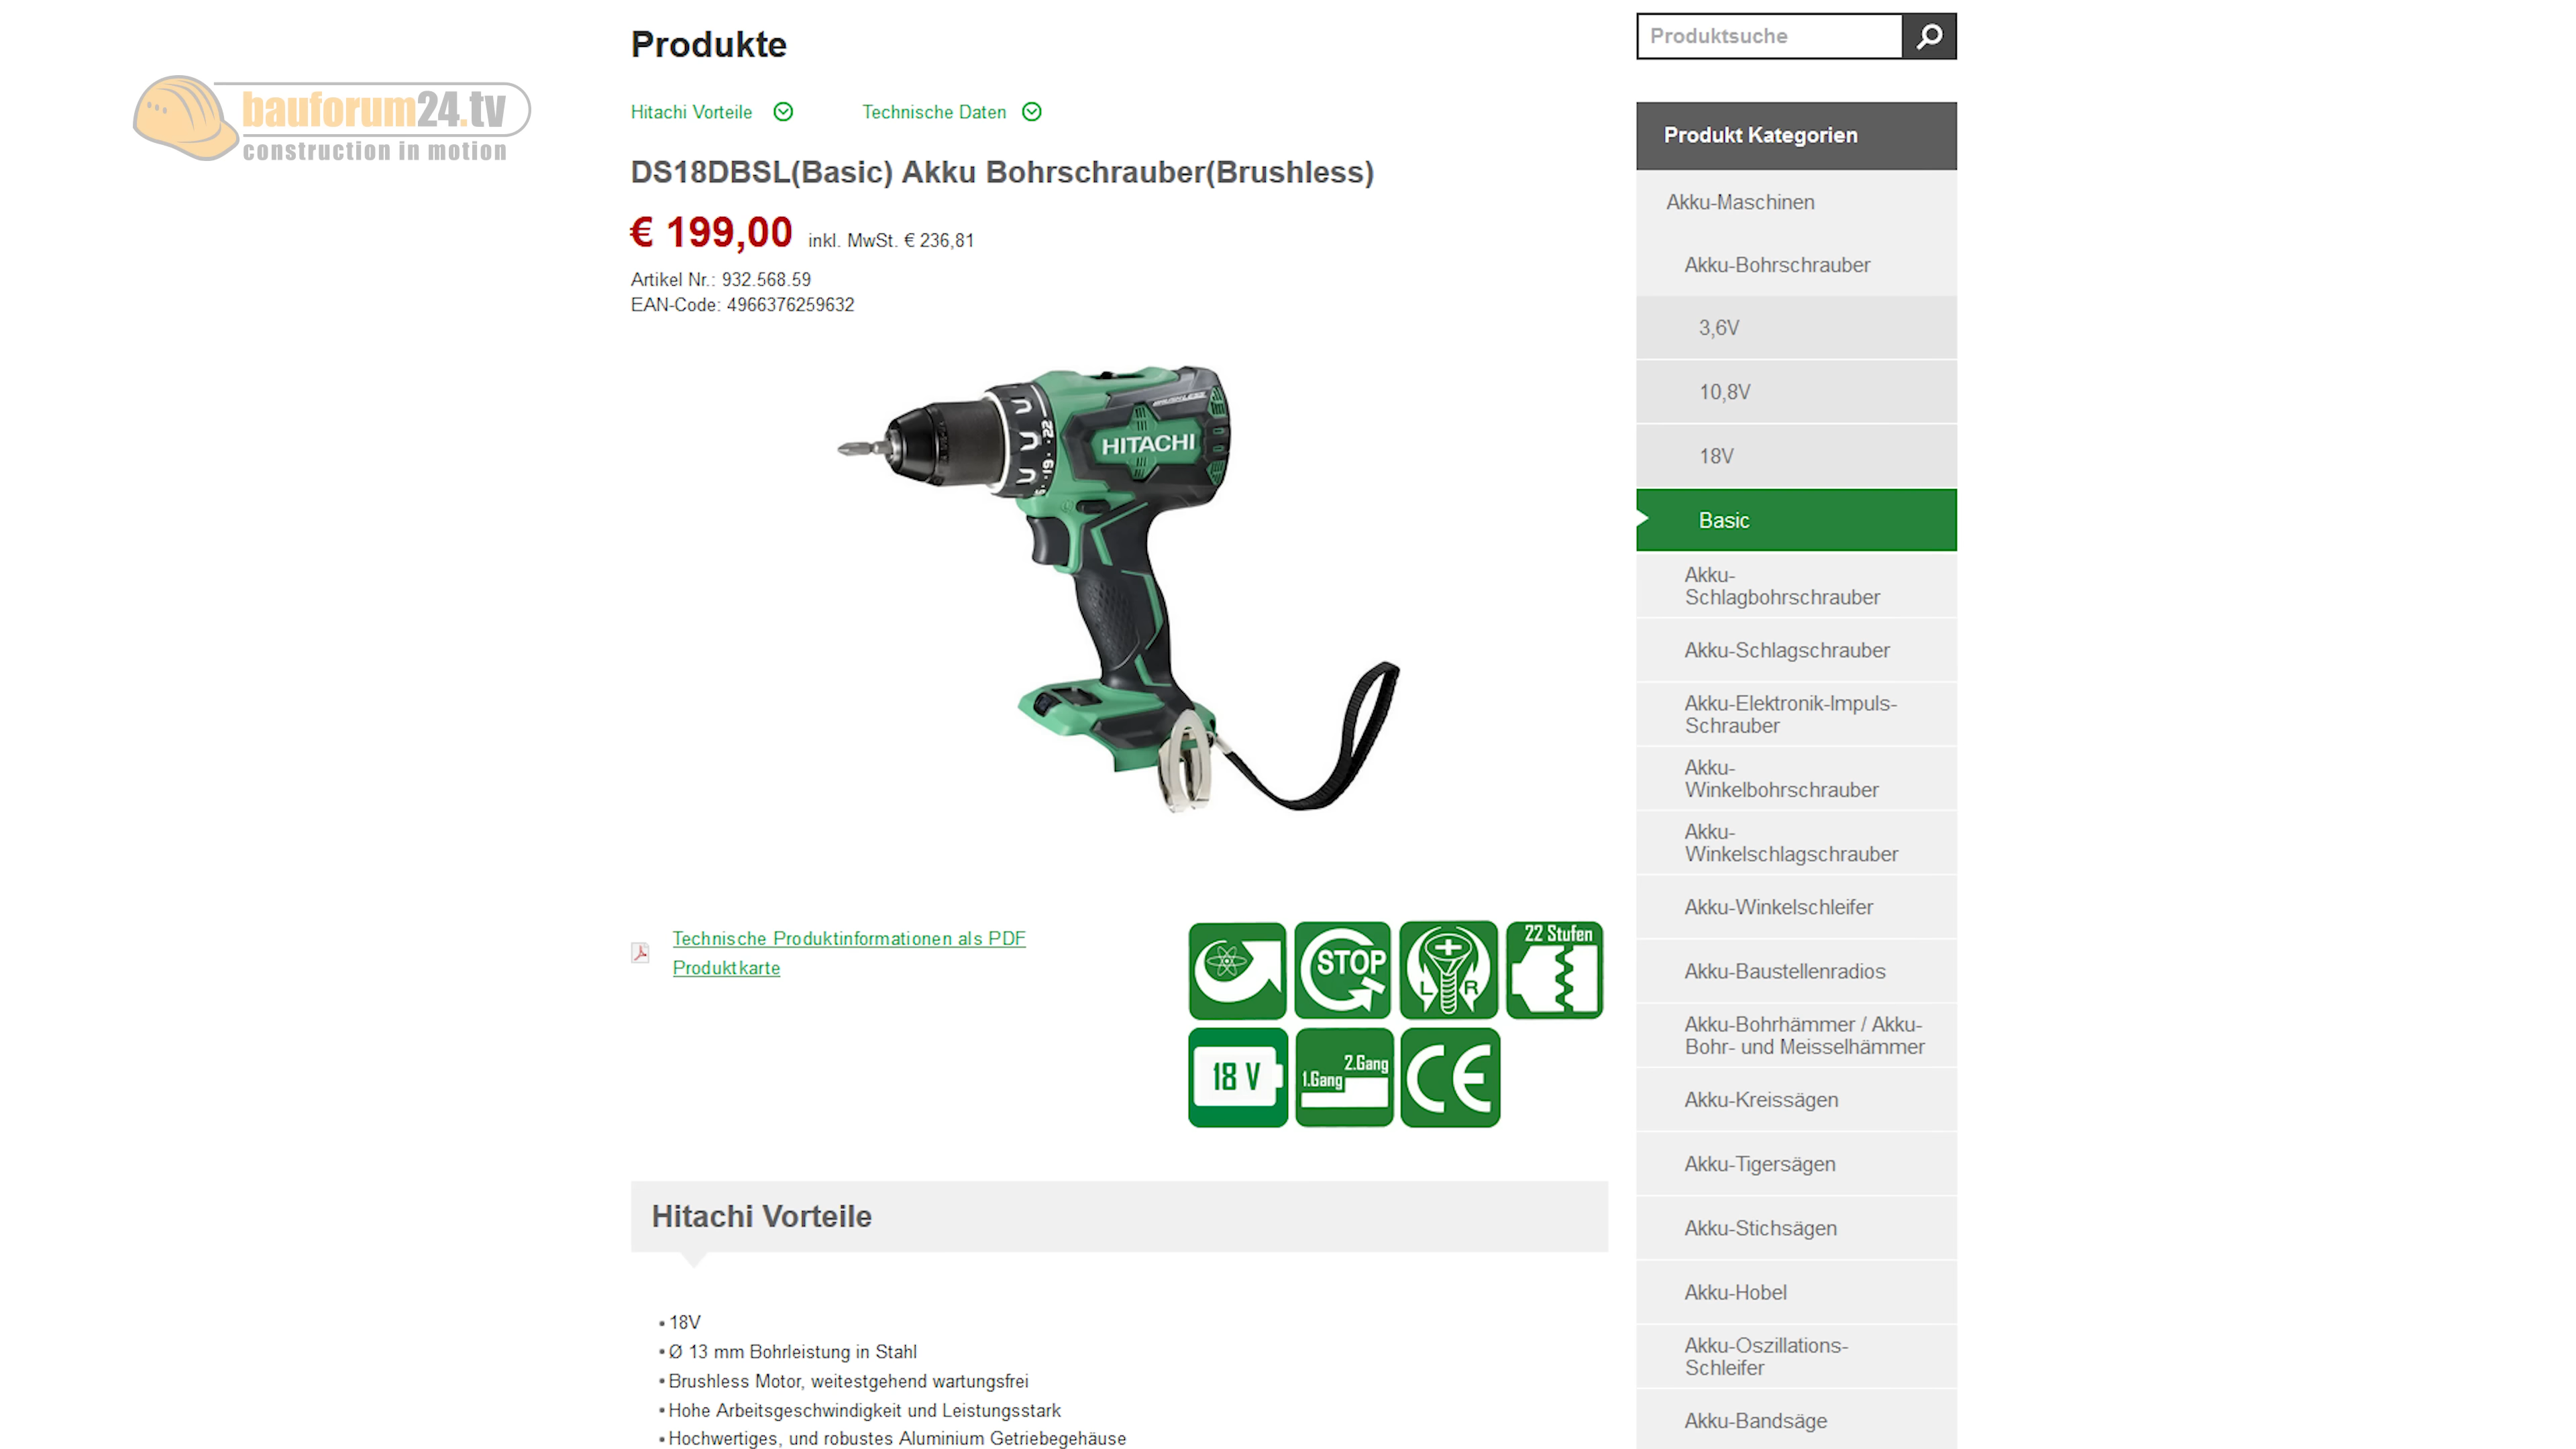 Produkte
Produktsuche
bauforum24.tv
construction in motion
Hitachi Vorteile
Technische Daten
DS18DBSL(Basic) Akku Bohrschrauber(Brushless)
€ 199,00 inkl. MwSt. € 236,81
Artikel Nr.: 932.568.59
EAN-Code: 4966376259632
BRUSHLESS
HITACHI
22
19
Technische Produktinformationen als PDF
Produktkarte
STOP
L R
22 Stufen
18 V
1.Gang 2.Gang
CE
Hitachi Vorteile
• 18V
• Ø 13 mm Bohrleistung in Stahl
• Brushless Motor, weitestgehend wartungsfrei
• Hohe Arbeitsgeschwindigkeit und Leistungsstark
• Hochwertiges, und robustes Aluminium Getriebegehäuse
Produkt Kategorien
Akku-Maschinen
Akku-Bohrschrauber
3,6V
10,8V
18V
Basic
Akku-
Schlagbohrschrauber
Akku-Schlagschrauber
Akku-Elektronik-Impuls-
Schrauber
Akku-
Winkelbohrschrauber
Akku-
Winkelschlagschrauber
Akku-Winkelschleifer
Akku-Baustellenradios
Akku-Bohrhämmer / Akku-
Bohr- und Meisselhämmer
Akku-Kreissägen
Akku-Tigersägen
Akku-Stichsägen
Akku-Hobel
Akku-Oszillations-
Schleifer
Akku-Bandsäge